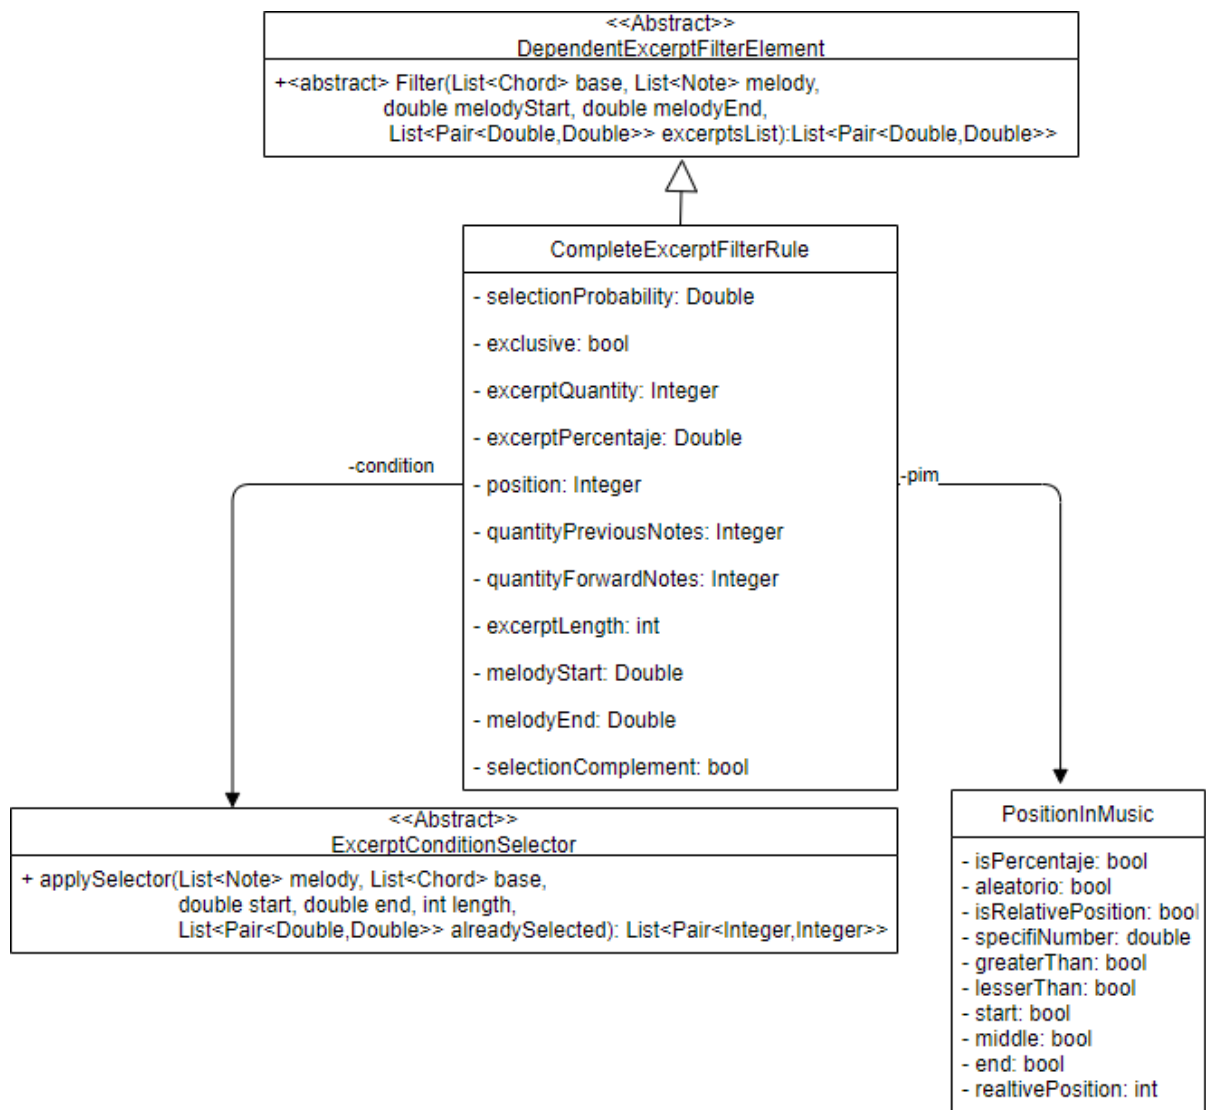 <<Abstract>>
DependentExcerptFilterElement
+<abstract> Filter(List<Chord> base, List<Note> melody,
double melodyStart, double melodyEnd,
List<Pair<Double,Double>> excerptsList):List<Pair<Double,Double>>
CompleteExcerptFilterRule
- selectionProbability: Double
- exclusive: bool
- excerptQuantity: Integer
- excerptPercentaje: Double
- position: Integer
- quantityPreviousNotes: Integer
- quantityForwardNotes: Integer
- excerptLength: int
- melodyStart: Double
- melodyEnd: Double
- selectionComplement: bool
-condition
-pim
<<Abstract>>
ExcerptConditionSelector
+ applySelector(List<Note> melody, List<Chord> base,
double start, double end, int length,
List<Pair<Double,Double>> alreadySelected): List<Pair<Integer,Integer>>
PositionInMusic
- isPercentaje: bool
- aleatorio: bool
- isRelativePosition: bool
- specifiNumber: double
- greaterThan: bool
- lesserThan: bool
- start: bool
- middle: bool
- end: bool
- realtivePosition: int